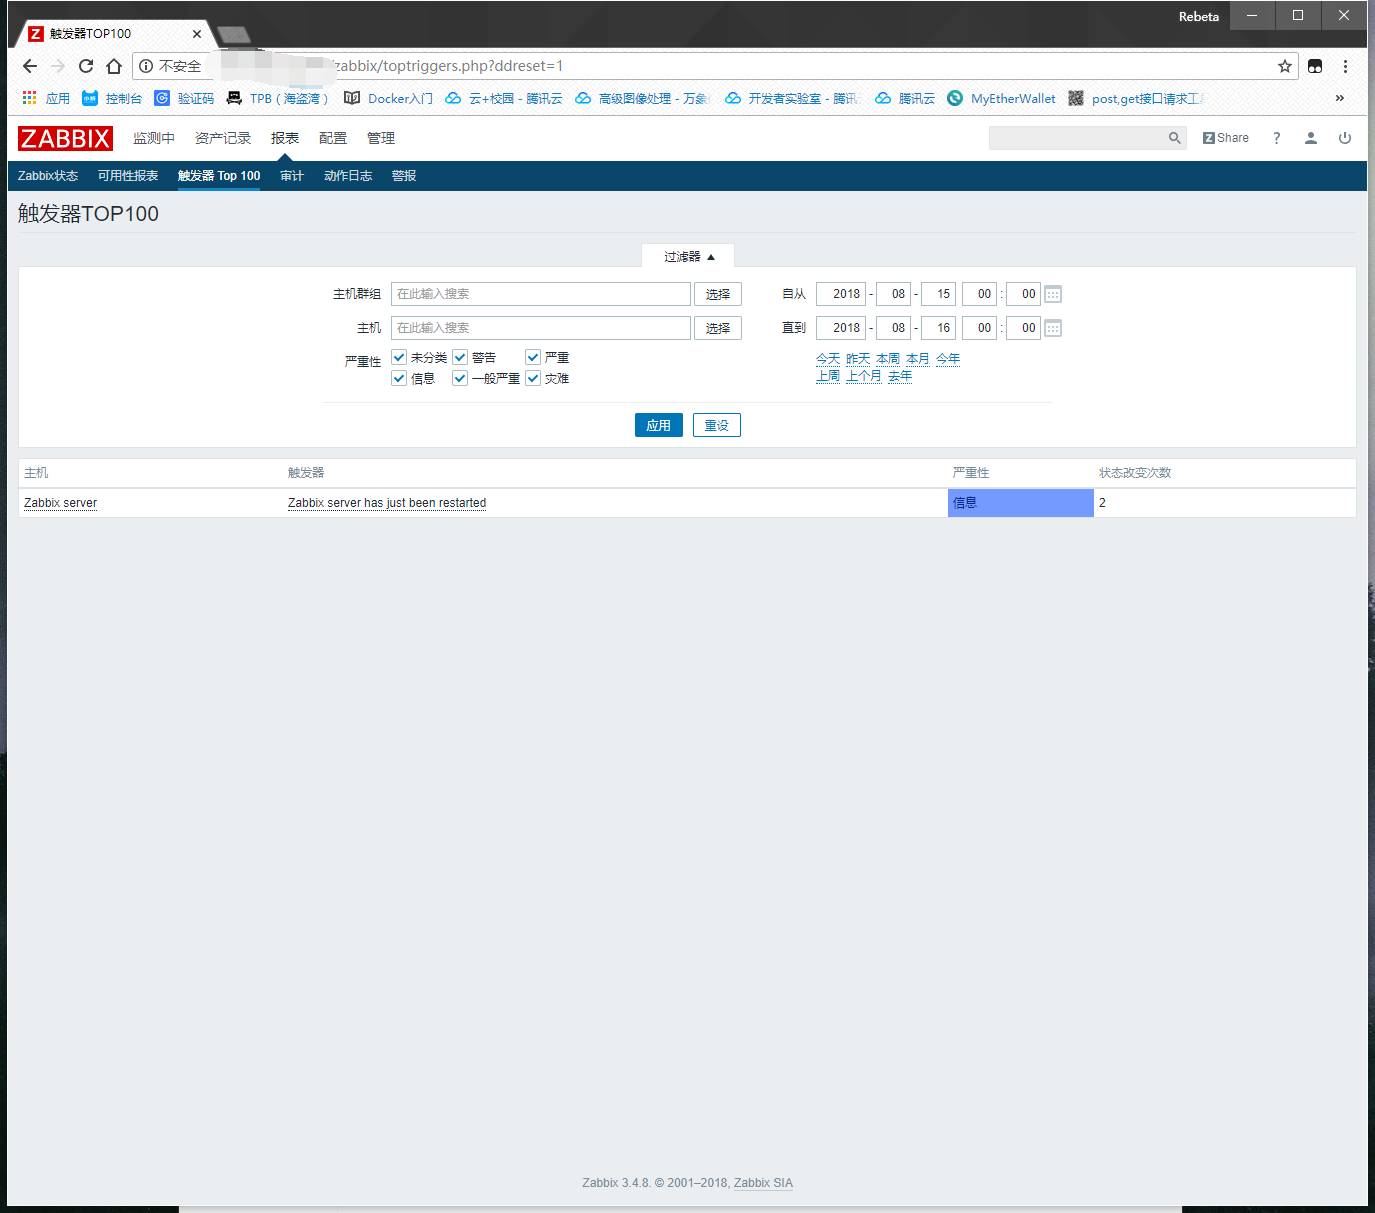 Rebeta
Z 触发器TOP100
不安全 /zabbix/toptriggers.php?ddreset=1
应用 控制台 验证码 TPB（海盗湾） Docker入门 云+校园 - 腾讯云 高级图像处理 - 万象 开发者实验室 - 腾讯 腾讯云 MyEtherWallet post,get接口请求工
ZABBIX 监测中 资产记录 报表 配置 管理 Z Share ?
Zabbix状态 可用性报表 触发器 Top 100 审计 动作日志 警报
触发器TOP100
过滤器 ▲
主机群组 在此输入搜索 选择 自从 2018 - 08 - 15 00 : 00
主机 在此输入搜索 选择 直到 2018 - 08 - 16 00 : 00
严重性 未分类 警告 严重 今天 昨天 本周 本月 今年
信息 一般严重 灾难 上周 上个月 去年
应用 重设
主机 触发器 严重性 状态改变次数
Zabbix server Zabbix server has just been restarted 信息 2
Zabbix 3.4.8. © 2001–2018, Zabbix SIA